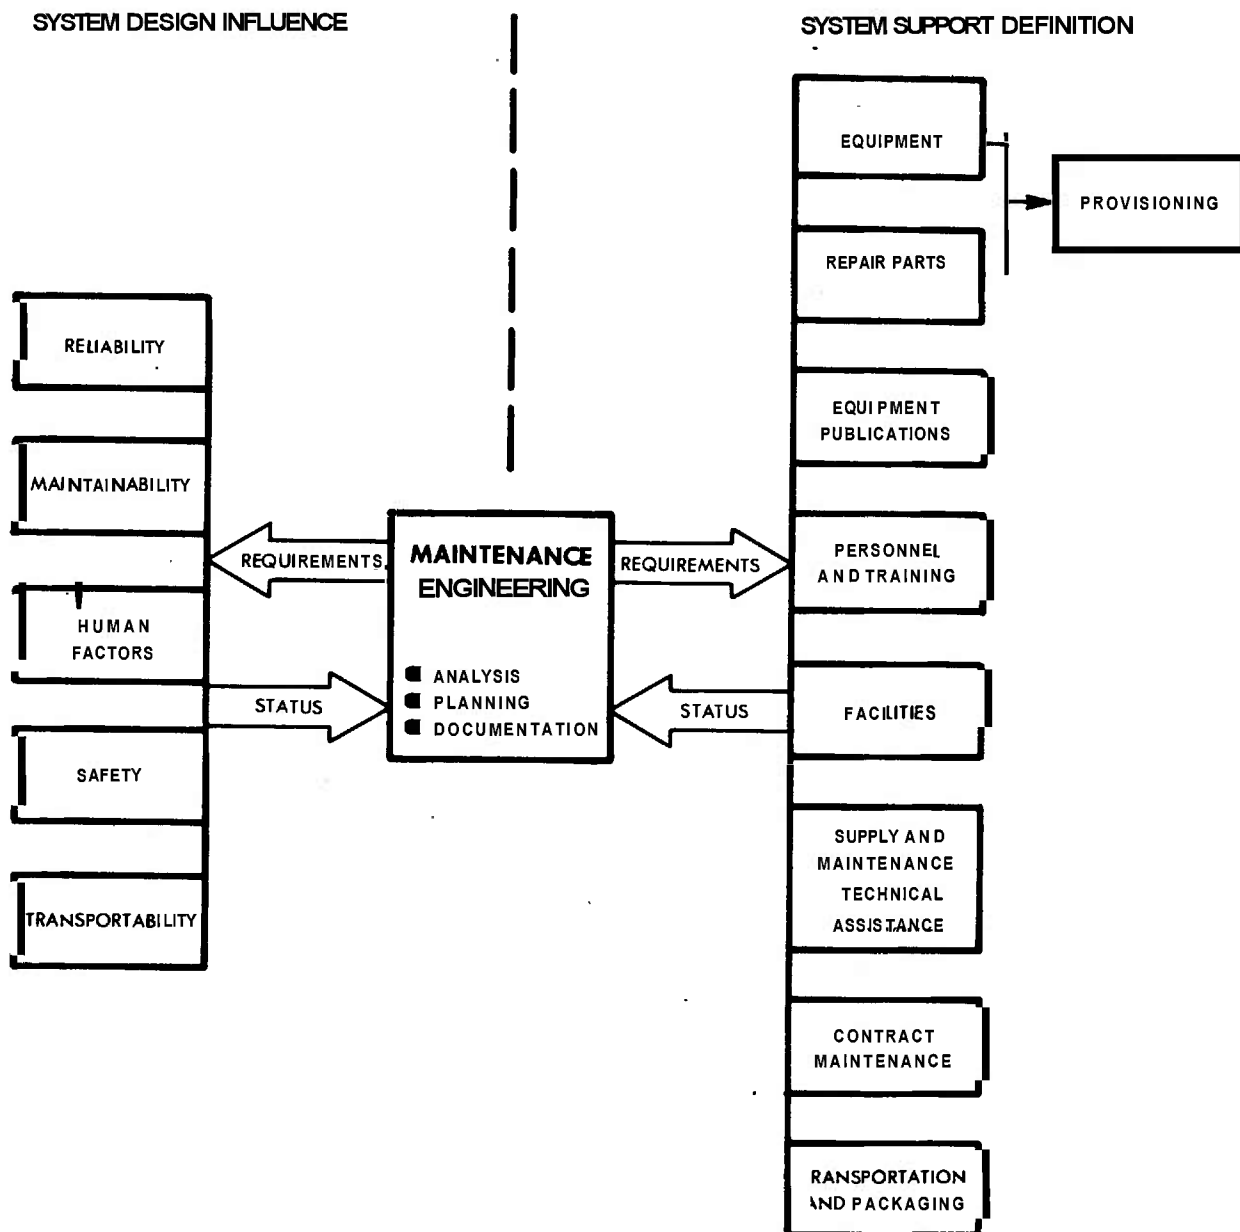 SYSTEM DESIGN INFLUENCE
SYSTEM SUPPORT DEFINITION
EQUIPMENT
PROVISIONING
REPAIR PARTS
RELIABILITY
EQUIPMENT
PUBLICATIONS
MAINTAINABILITY
REQUIREMENTS
MAINTENANCE
ENGINEERING
REQUIREMENTS
PERSONNEL
AND TRAINING
HUMAN
FACTORS
ANALYSIS
PLANNING
DOCUMENTATION
STATUS
STATUS
FACILITIES
SAFETY
SUPPLY AND
MAINTENANCE
TECHNICAL
ASSISTANCE
TRANSPORTABILITY
CONTRACT
MAINTENANCE
RANSPORTATION
AND PACKAGING